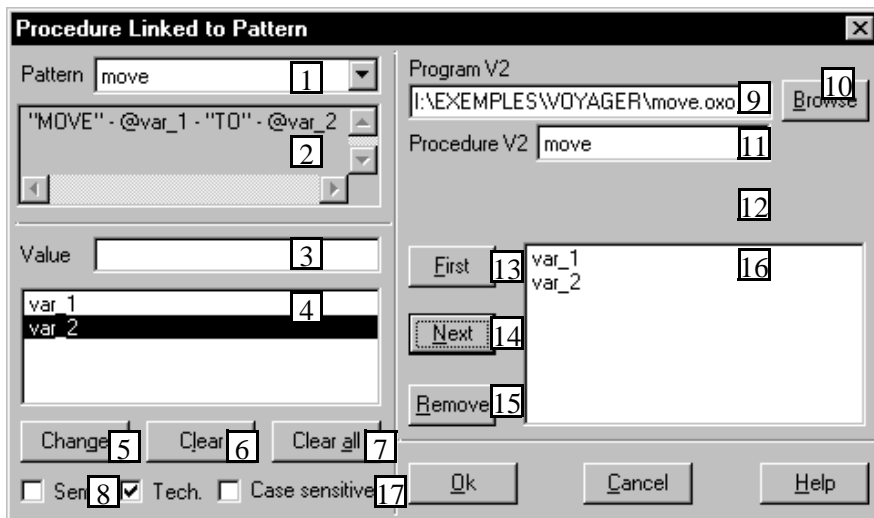 Procedure Linked to Pattern
Pattern move 1
"MOVE" - @var_1 - "TO" - @var_2
2
Value 3
var_1 4
var_2
Change 5 Clear 6 Clear all 7
Sem 8 Tech. Case sensitive 17
Program V2
I:\EXEMPLES\VOYAGER\move.oxo 9 Browse 10
Procedure V2 move 11
12
First 13
Next 14
Remove 15
var_1 16
var_2
Ok Cancel Help